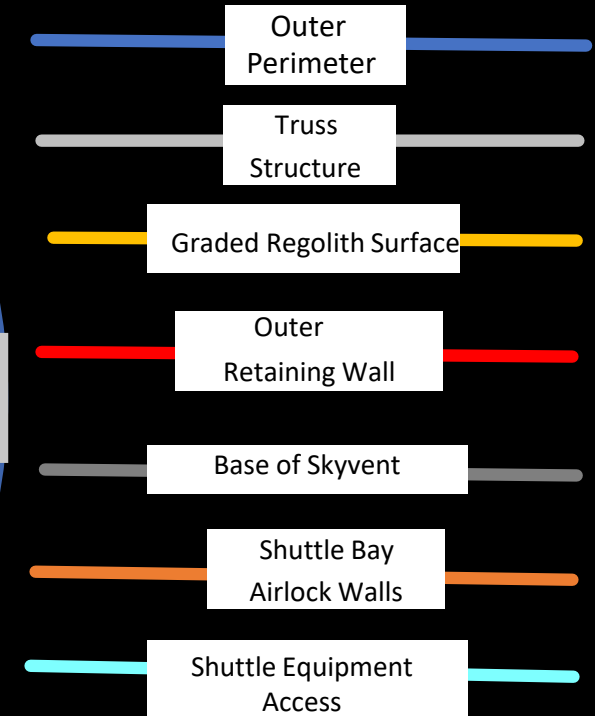 Outer
Perimeter
Truss
Structure
Graded Regolith Surface
Outer
Retaining Wall
Base of Skyvent
Shuttle Bay
Airlock Walls
Shuttle Equipment
Access